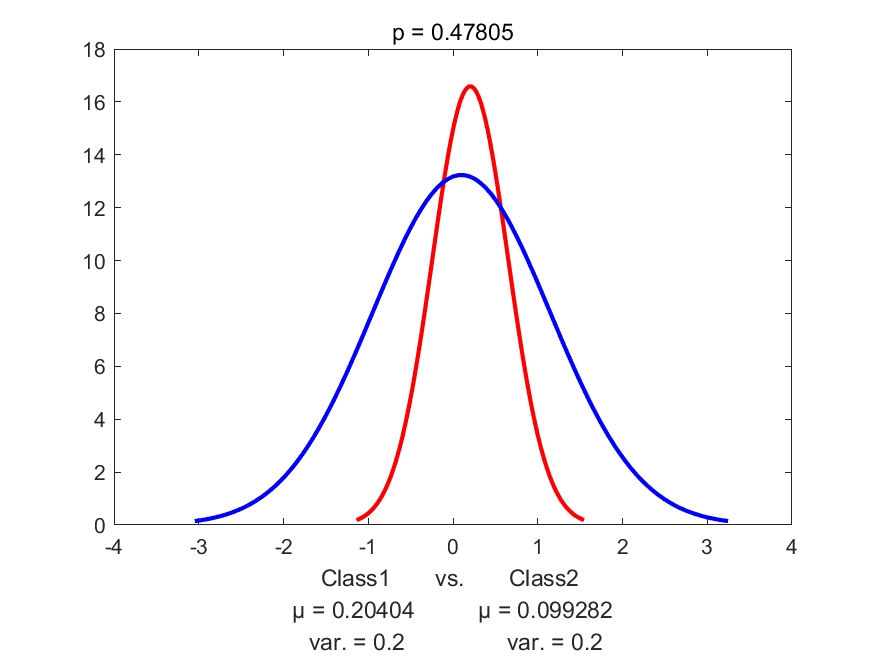 p = 0.47805
18
16
14
12
10
8
6
4
2
0
-4 -3 -2 -1 0 1 2 3 4
Class1 vs. Class2
μ = 0.20404 μ = 0.099282
var. = 0.2 var. = 0.2